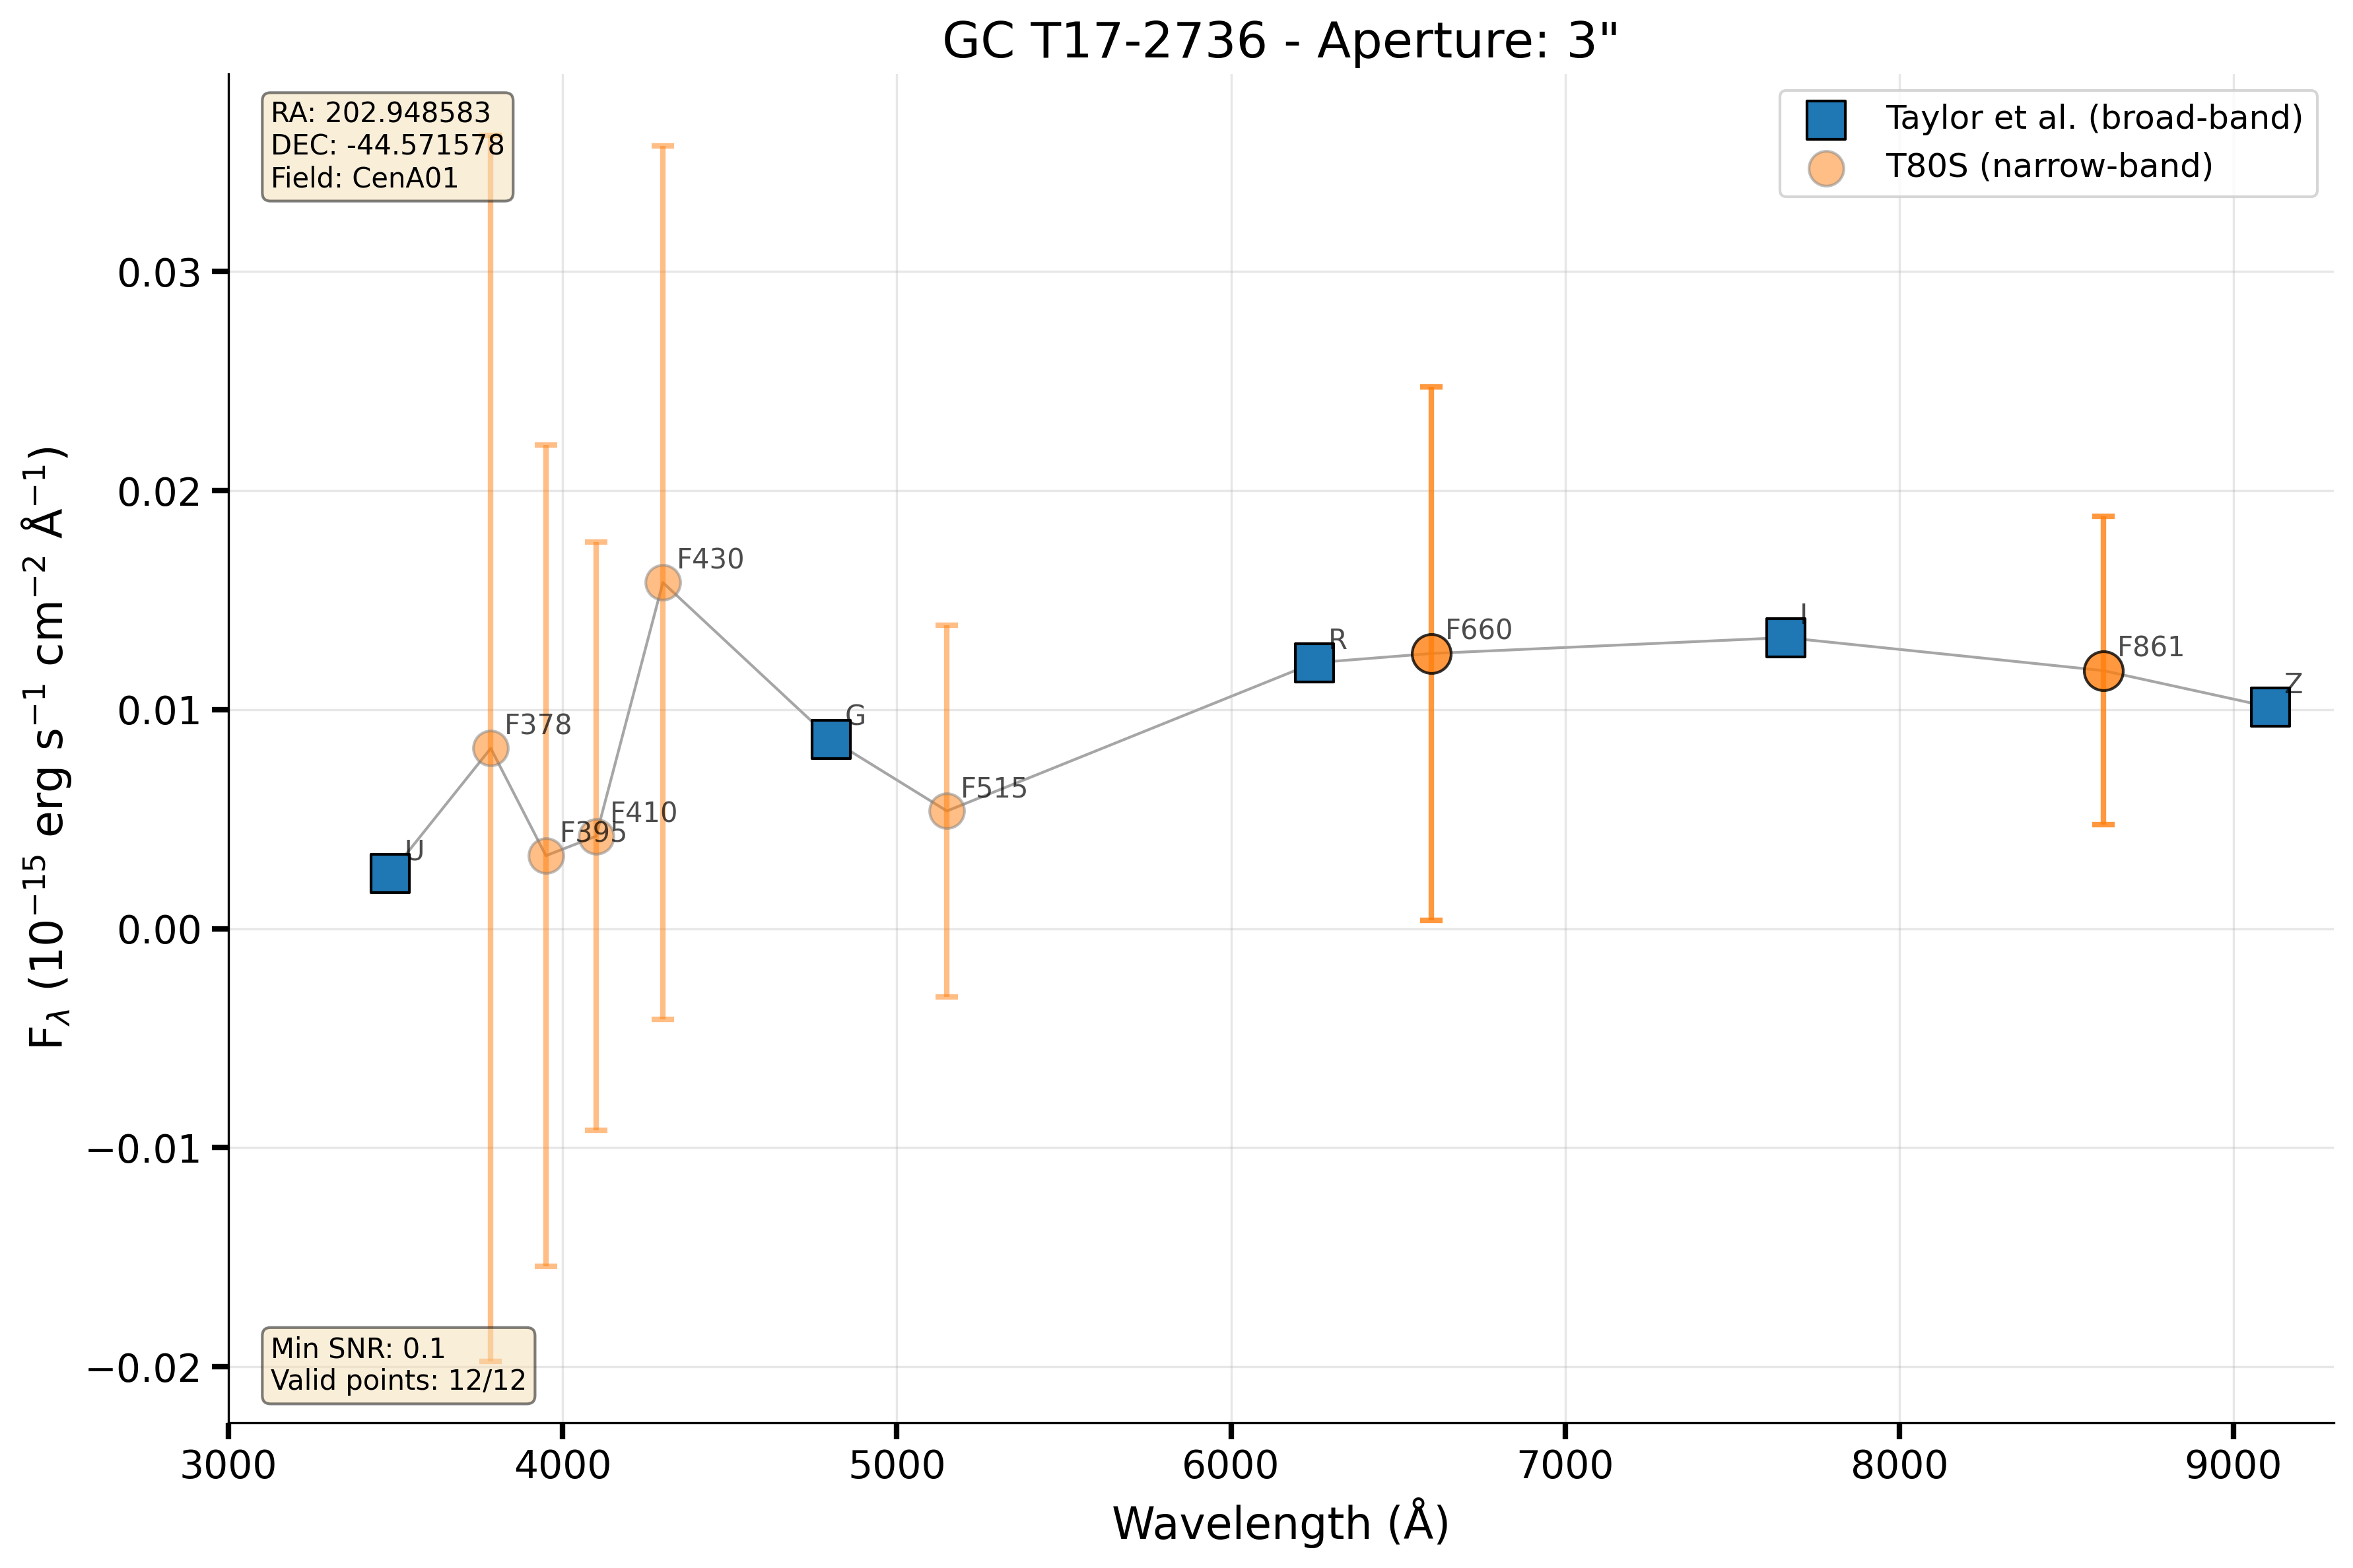 GC T17-2736 - Aperture: 3"
RA: 202.948583
DEC: -44.571578
Field: CenA01
Taylor et al. (broad-band)
T80S (narrow-band)
F$_{\lambda}$ (10$^{-15}$ erg s$^{-1}$ cm$^{-2}$ Å$^{-1}$)
0.03
0.02
0.01
0.00
−0.01
−0.02
U
F378
F395
F410
F430
G
F515
R
F660
I
F861
Z
Min SNR: 0.1
Valid points: 12/12
3000 4000 5000 6000 7000 8000 9000
Wavelength (Å)